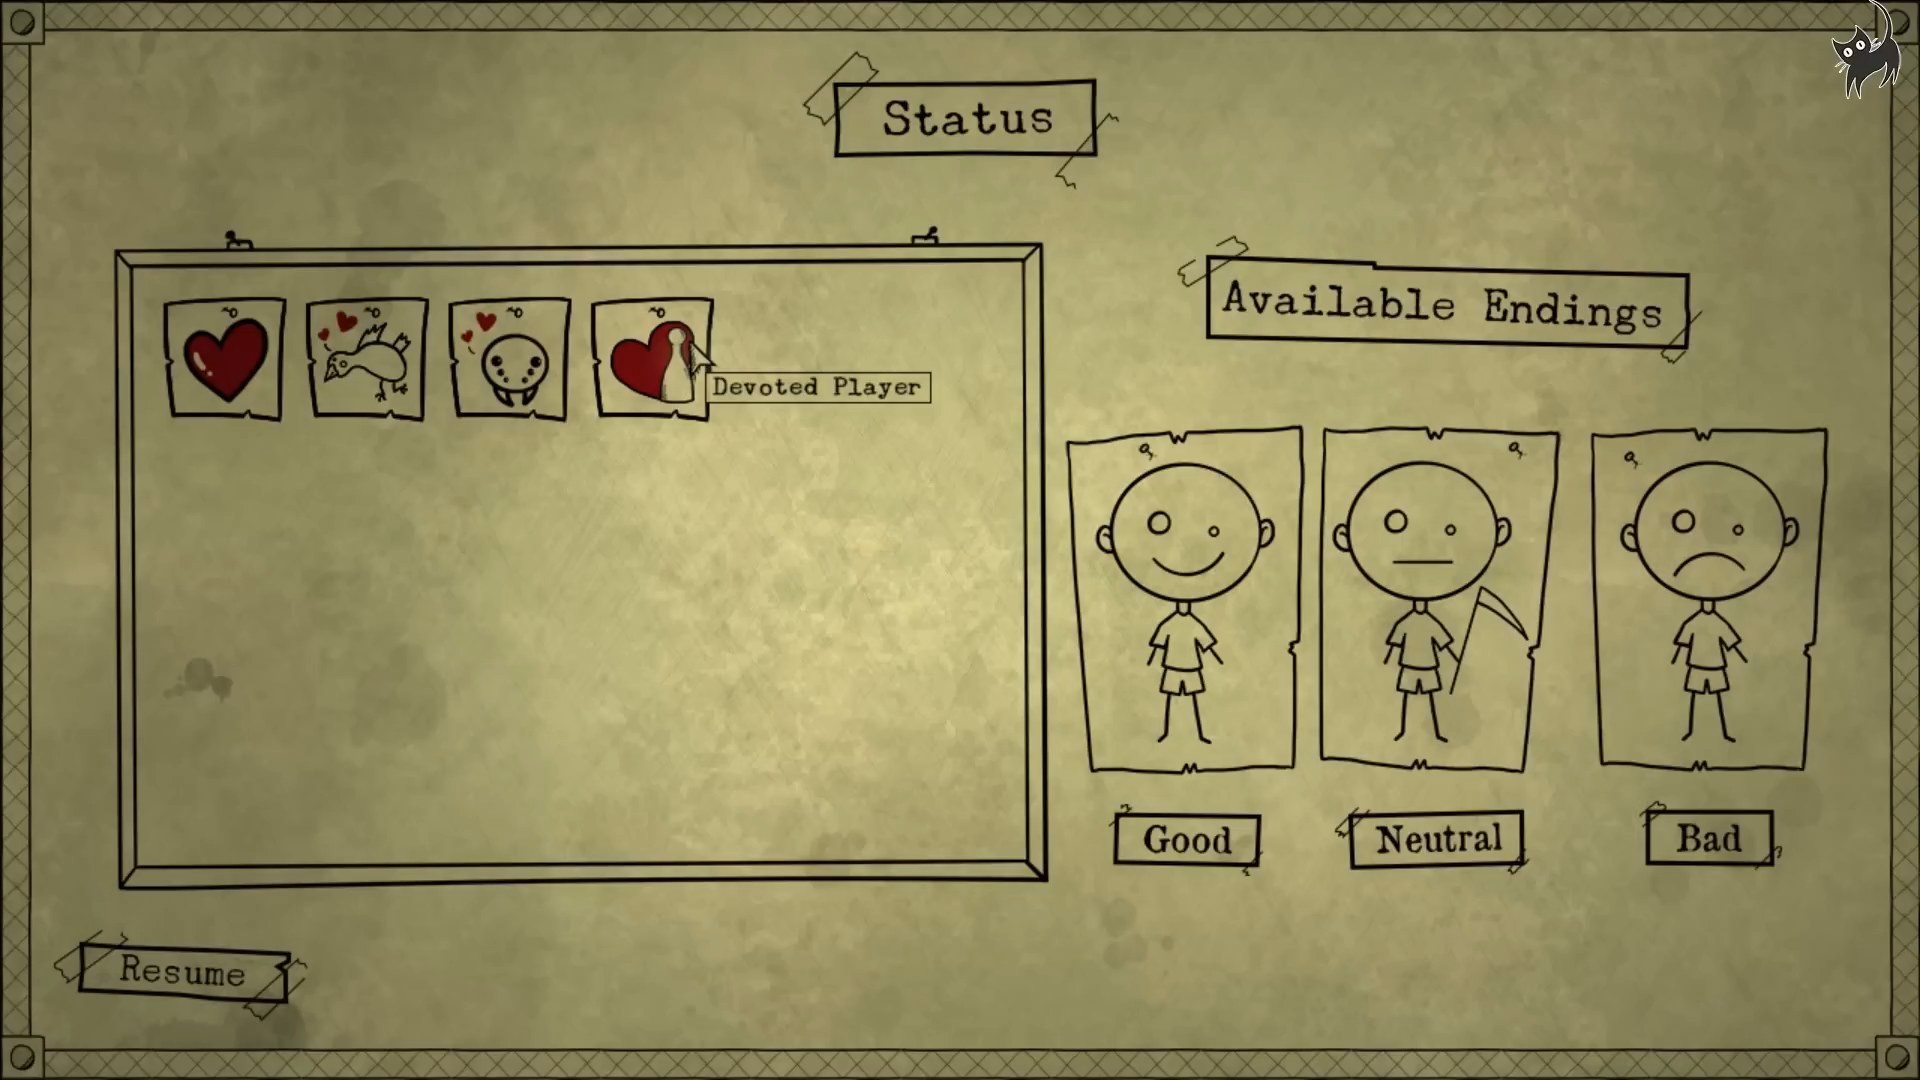 Status
Devoted Player
Available Endings
Good
Neutral
Bad
Resume